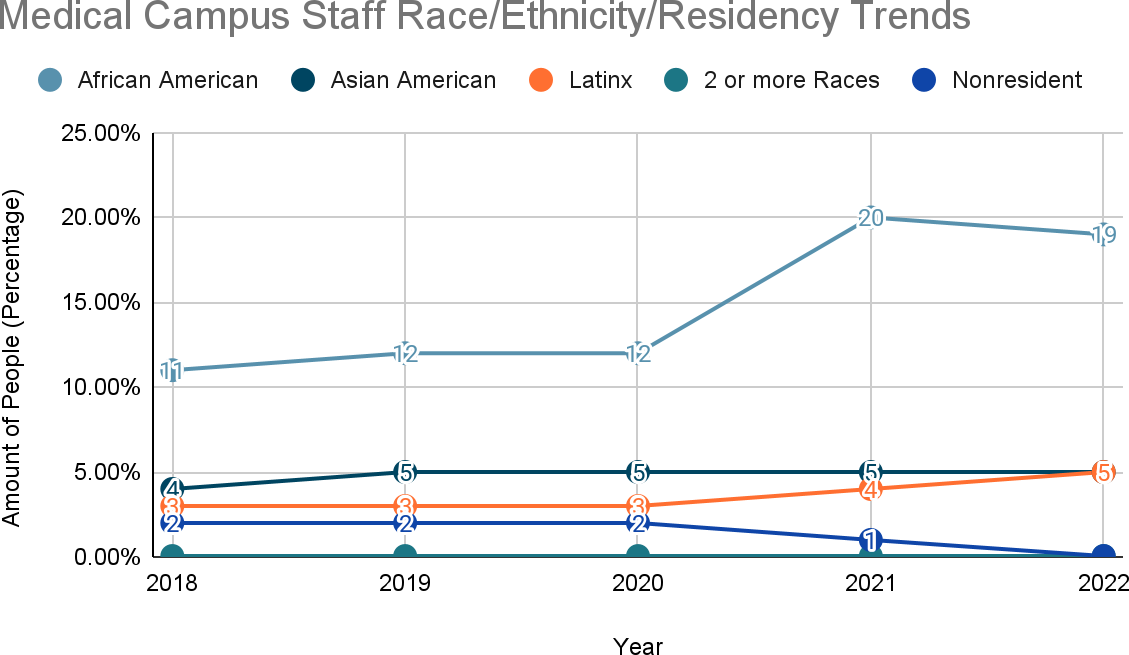 Medical Campus Staff Race/Ethnicity/Residency Trends
African American Asian American Latinx 2 or more Races Nonresident
Amount of People (Percentage)
25.00%
20.00%
15.00%
10.00%
5.00%
0.00%
11 12 12 20 19
4 5 5 5
3 3 3 4 5
2 2 2 1
2018 2019 2020 2021 2022
Year